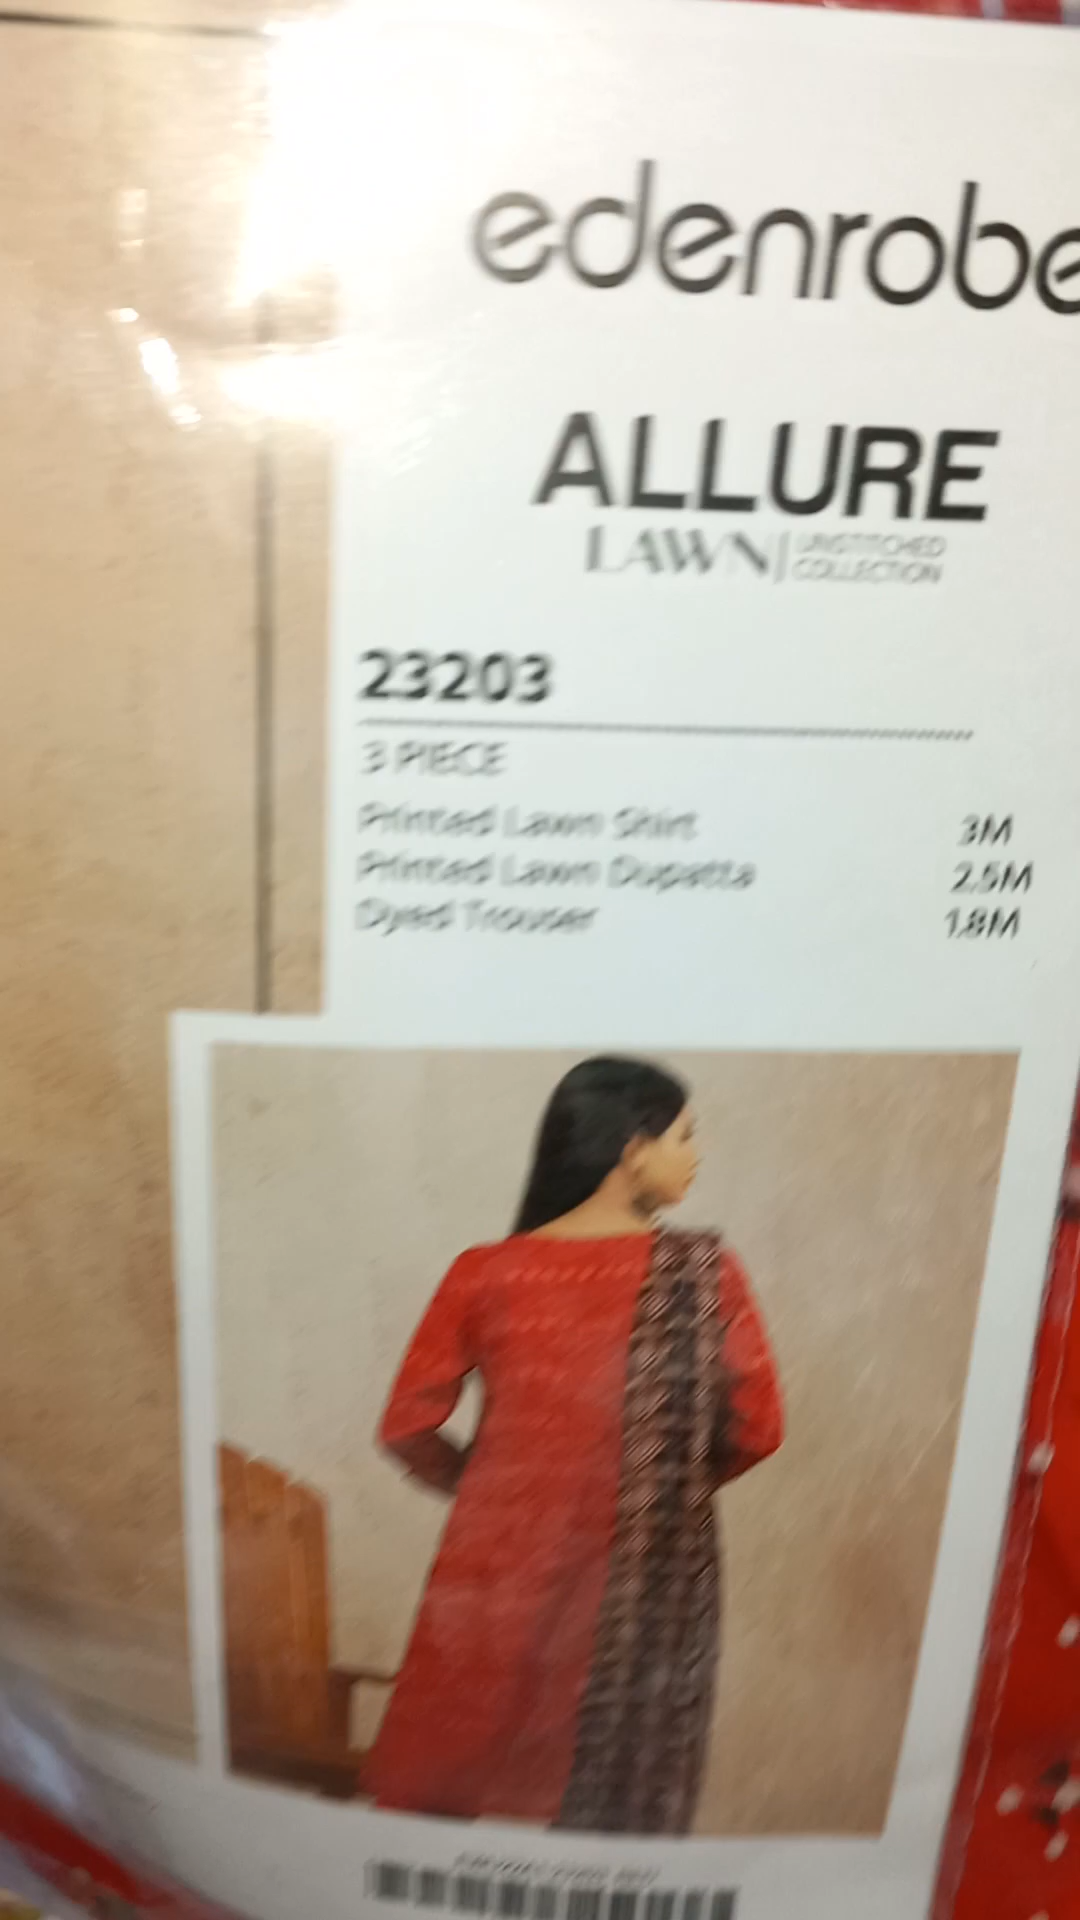 edenrobe
ALLURE
LAWN | UNSTITCHED
COLLECTION
23203
3 PIECE
Printed Lawn Shirt 3M
Printed Lawn Dupatta 2.5M
Dyed Trouser 1.8M